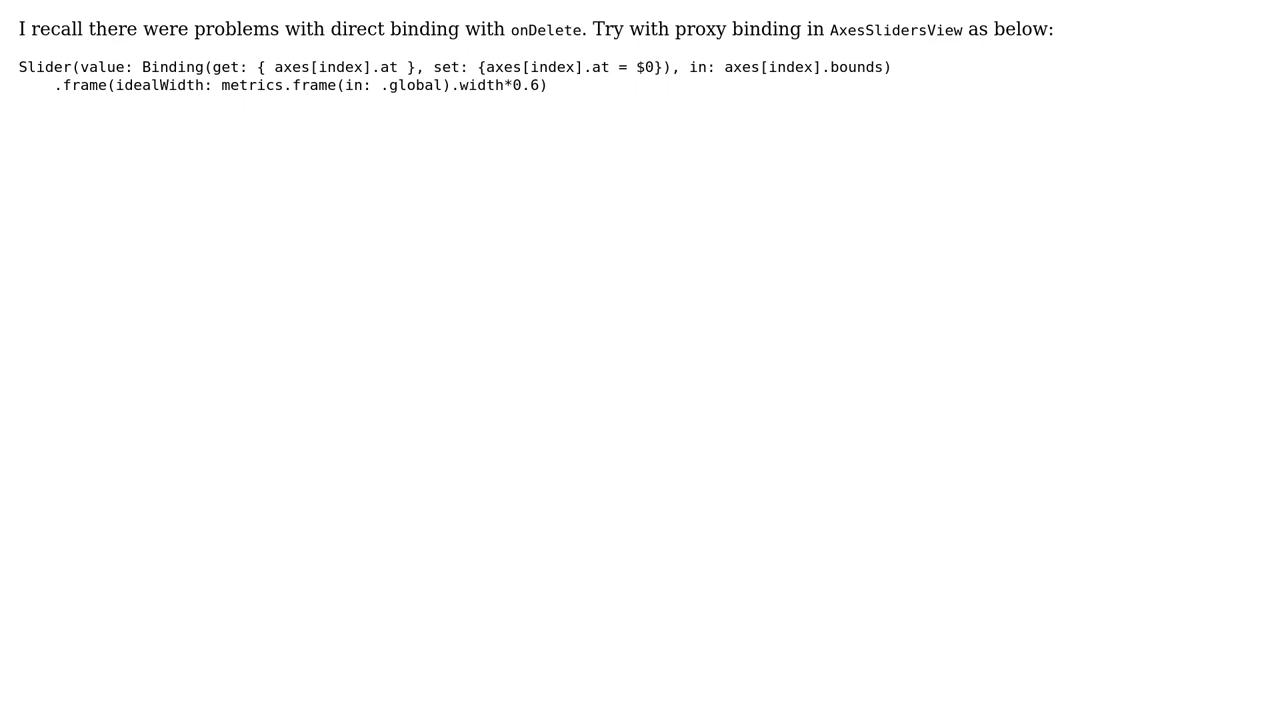 I recall there were problems with direct binding with onDelete. Try with proxy binding in AxesSlidersView as below:
Slider(value: Binding(get: { axes[index].at }, set: {axes[index].at = $0}), in: axes[index].bounds)
    .frame(idealWidth: metrics.frame(in: .global).width*0.6)